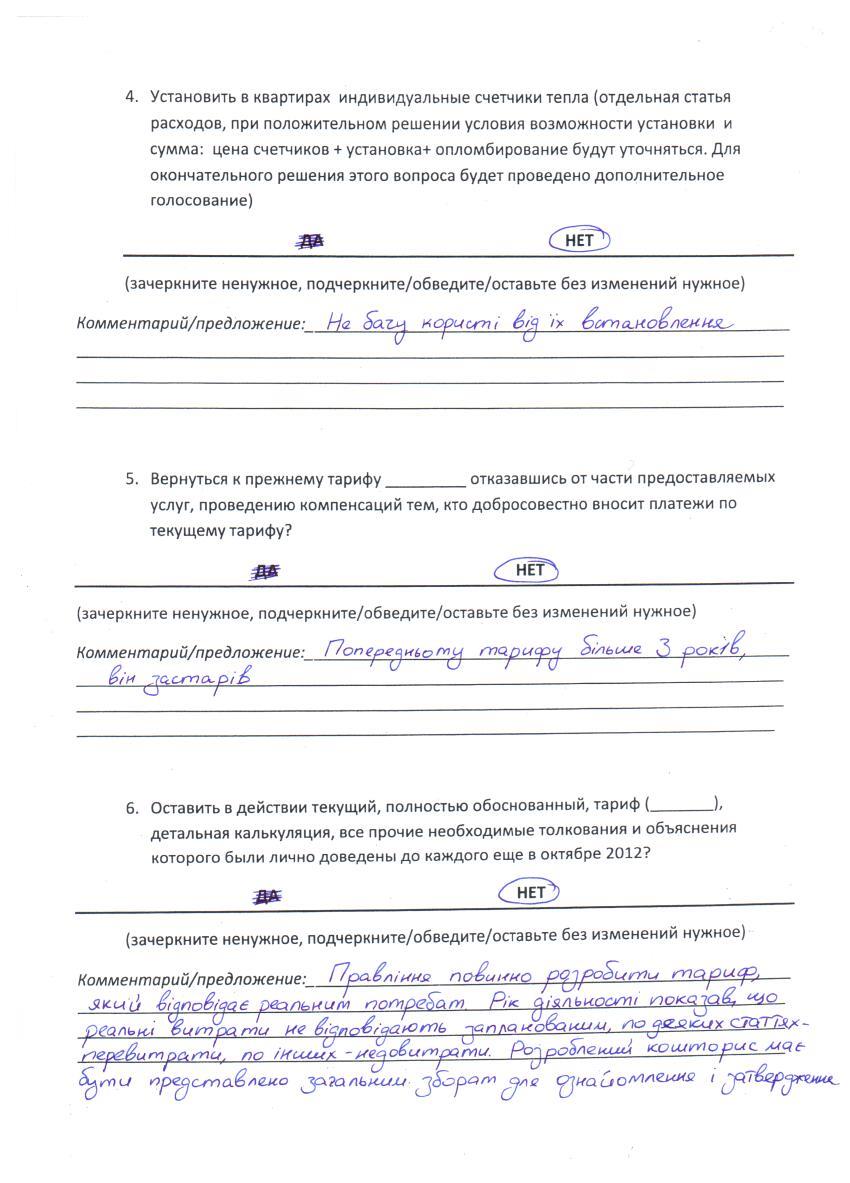 4. Установить в квартирах индивидуальные счетчики тепла (отдельная статья
расходов, при положительном решении условия возможности установки и
сумма: цена счетчиков + установка+ опломбирование будут уточняться. Для
окончательного решения этого вопроса будет проведено дополнительное
голосование)
ДА НЕТ
(зачеркните ненужное, подчеркните/обведите/оставьте без изменений нужное)
Комментарий/предложение: Не бачу користі від їх встановлення
5. Вернуться к прежнему тарифу _________ отказавшись от части предоставляемых
услуг, проведению компенсаций тем, кто добросовестно вносит платежи по
текущему тарифу?
ДА НЕТ
(зачеркните ненужное, подчеркните/обведите/оставьте без изменений нужное)
Комментарий/предложение: Попередньому тарифу більше 3 років,
він застарів
6. Оставить в действии текущий, полностью обоснованный, тариф (_______),
детальная калькуляция, все прочие необходимые толкования и объяснения
которого были лично доведены до каждого еще в октябре 2012?
ДА НЕТ
(зачеркните ненужное, подчеркните/обведите/оставьте без изменений нужное)
Комментарий/предложение: Правління повинно розробити тариф,
який відповідає реальним потребам. Рік діяльності показав, що
реальні витрати не відповідають запланованим, по деяких статтях-
перевитрати, по інших - недовитрати. Розроблений кошторис має
бути представлено загальним зборам для ознайомлення і затвердження